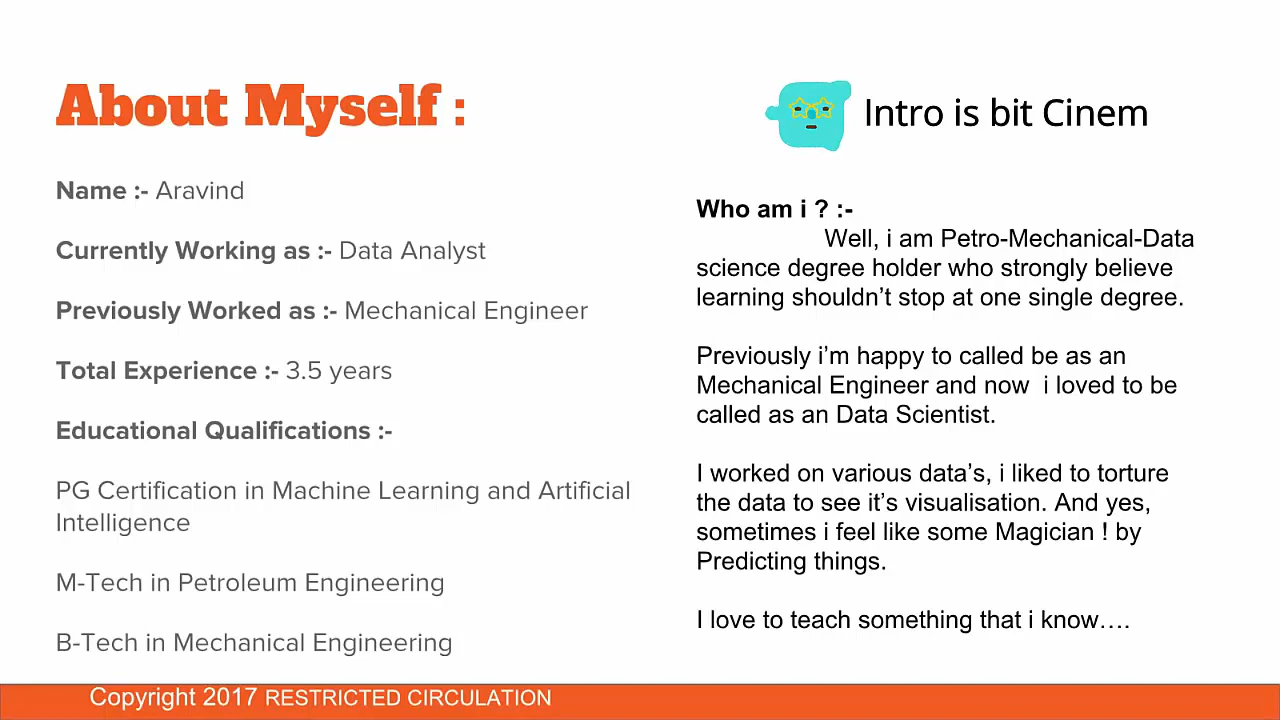 About Myself :
Name :- Aravind
Currently Working as :- Data Analyst
Previously Worked as :- Mechanical Engineer
Total Experience :- 3.5 years
Educational Qualifications :-
PG Certification in Machine Learning and Artificial
Intelligence
M-Tech in Petroleum Engineering
B-Tech in Mechanical Engineering
Intro is bit Cinem
Who am i ? :-
Well, i am Petro-Mechanical-Data
science degree holder who strongly believe
learning shouldn’t stop at one single degree.
Previously i’m happy to called be as an
Mechanical Engineer and now  i loved to be
called as an Data Scientist.
I worked on various data’s, i liked to torture
the data to see it’s visualisation. And yes,
sometimes i feel like some Magician ! by
Predicting things.
I love to teach something that i know….
Copyright 2017 RESTRICTED CIRCULATION